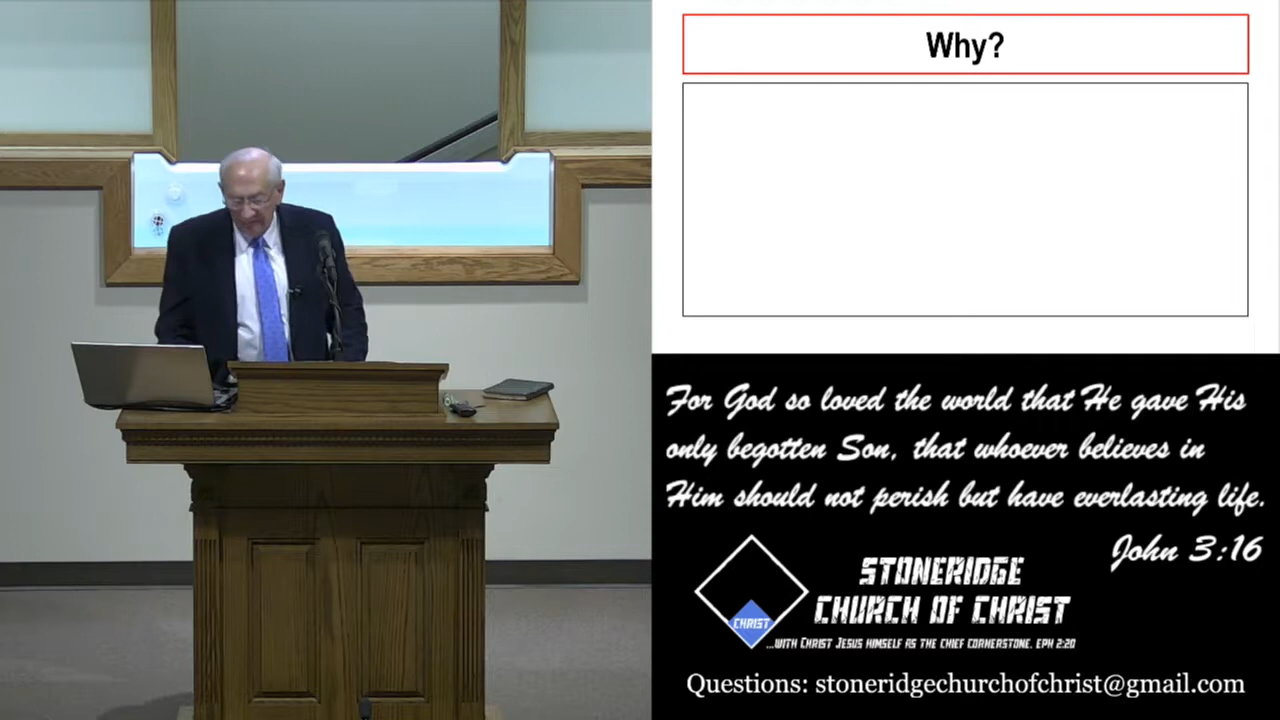 Why?
For God so loved the world that He gave His
only begotten Son, that whoever believes in
Him should not perish but have everlasting life.
John 3:16
CHRIST
STONERIDGE
CHURCH OF CHRIST
...WITH CHRIST JESUS HIMSELF AS THE CHIEF CORNERSTONE. EPH 2:20
Questions: stoneridgechurchofchrist@gmail.com